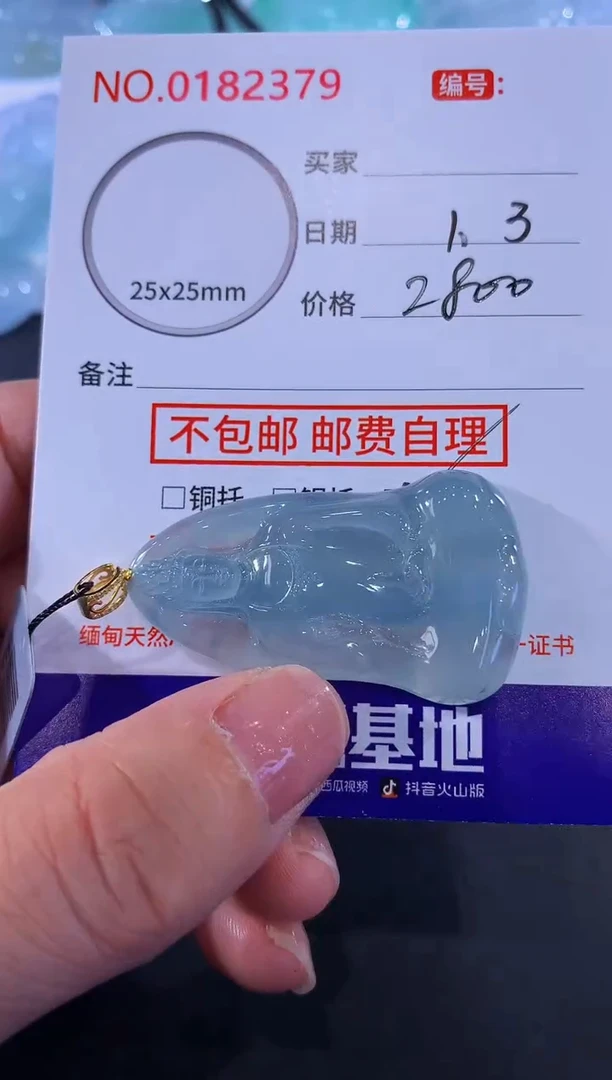 NO.0182379 编号：
买家
日期 1.3
25x25mm
价格 2800
备注
不包邮 邮费自理
□铜托
缅甸天然 一证书
基地
西瓜视频 抖音火山版